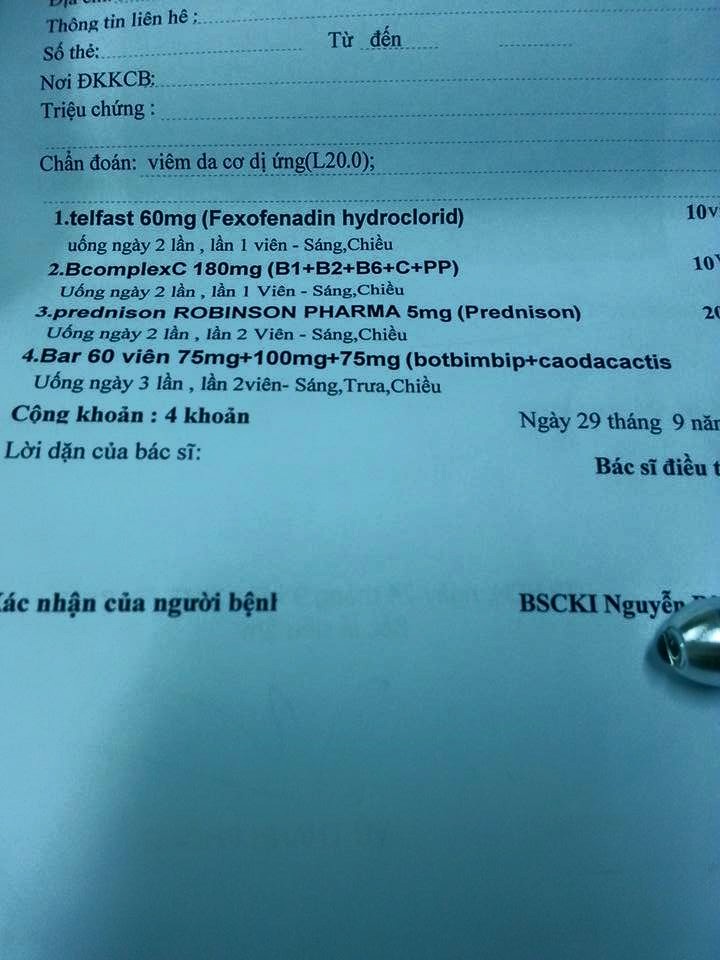 Thông tin liên hê :
Số thẻ: Từ đến
Nơi ĐKKCB:
Triệu chứng :
Chẩn đoán: viêm da cơ dị ứng(L20.0);
1.telfast 60mg (Fexofenadin hydroclorid) 10v
uống ngày 2 lần , lần 1 viên - Sáng,Chiều
2.BcomplexC 180mg (B1+B2+B6+C+PP) 10
Uống ngày 2 lần , lần 1 Viên - Sáng,Chiều
3.prednison ROBINSON PHARMA 5mg (Prednison) 20
Uống ngày 2 lần , lần 2 Viên - Sáng,Chiều
4.Bar 60 viên 75mg+100mg+75mg (botbimbip+caodacactis
Uống ngày 3 lần , lần 2viên- Sáng,Trưa,Chiều
Cộng khoản : 4 khoản Ngày 29 tháng 9
Lời dặn của bác sĩ:
Bác sĩ điều
nhận của người
BSCKI Nguyễn